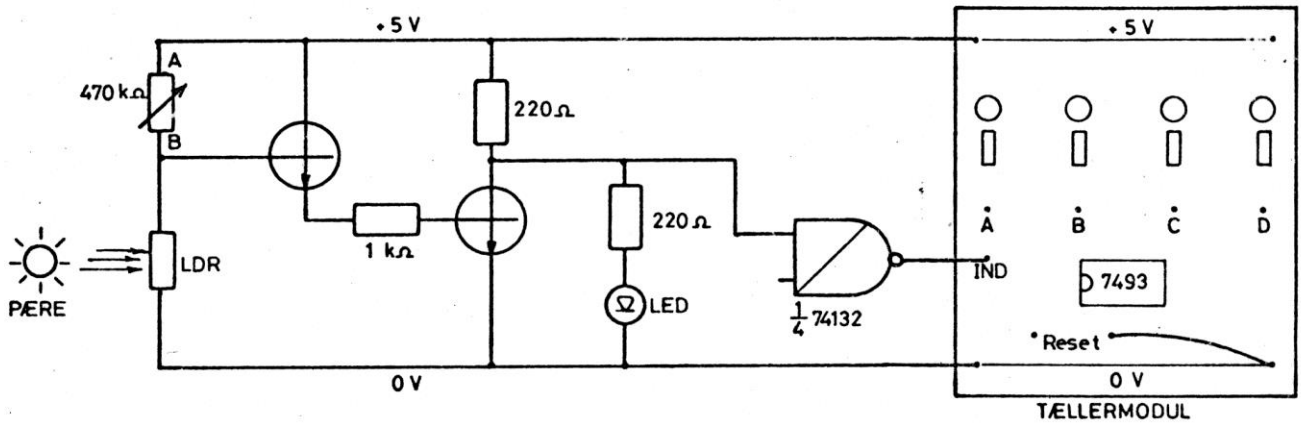 + 5 V
+ 5 V
A
470 kΩ
B
220 Ω
A B C D
220 Ω
1 kΩ
LDR
IND
7493
PÆRE
LED
1/4 74132
Reset
0 V
0 V
TÆLLERMODUL